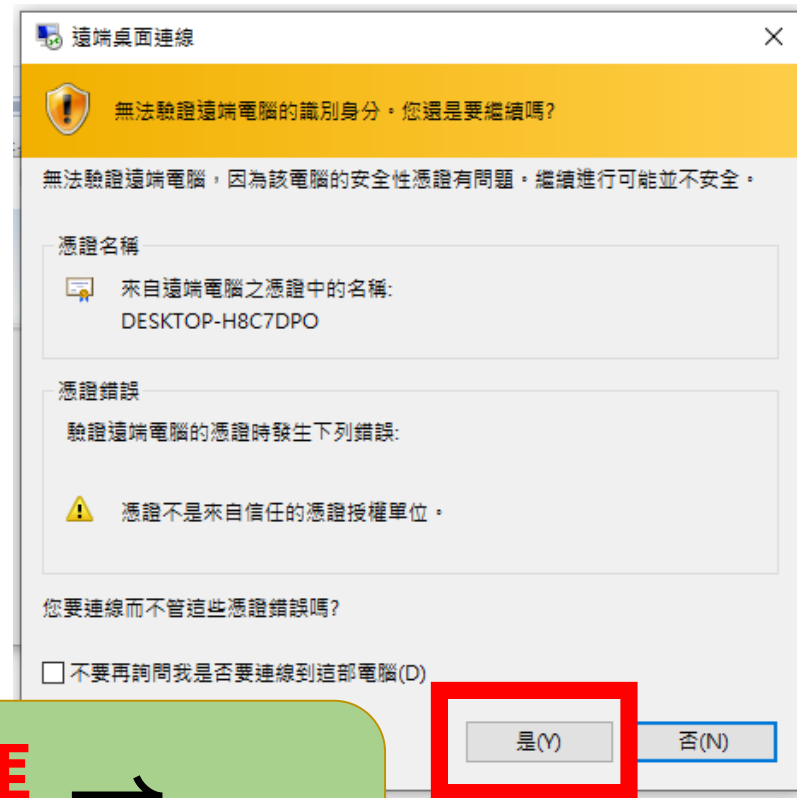 遠端桌面連線
無法驗證遠端電腦的識別身分。您還是要繼續嗎?
無法驗證遠端電腦，因為該電腦的安全性憑證有問題。繼續進行可能並不安全。
憑證名稱
來自遠端電腦之憑證中的名稱:
DESKTOP-H8C7DPO
憑證錯誤
驗證遠端電腦的憑證時發生下列錯誤:
憑證不是來自信任的憑證授權單位。
您要連線而不管這些憑證錯誤嗎?
不要再詢問我是否要連線到這部電腦(D)
是(Y)
否(N)